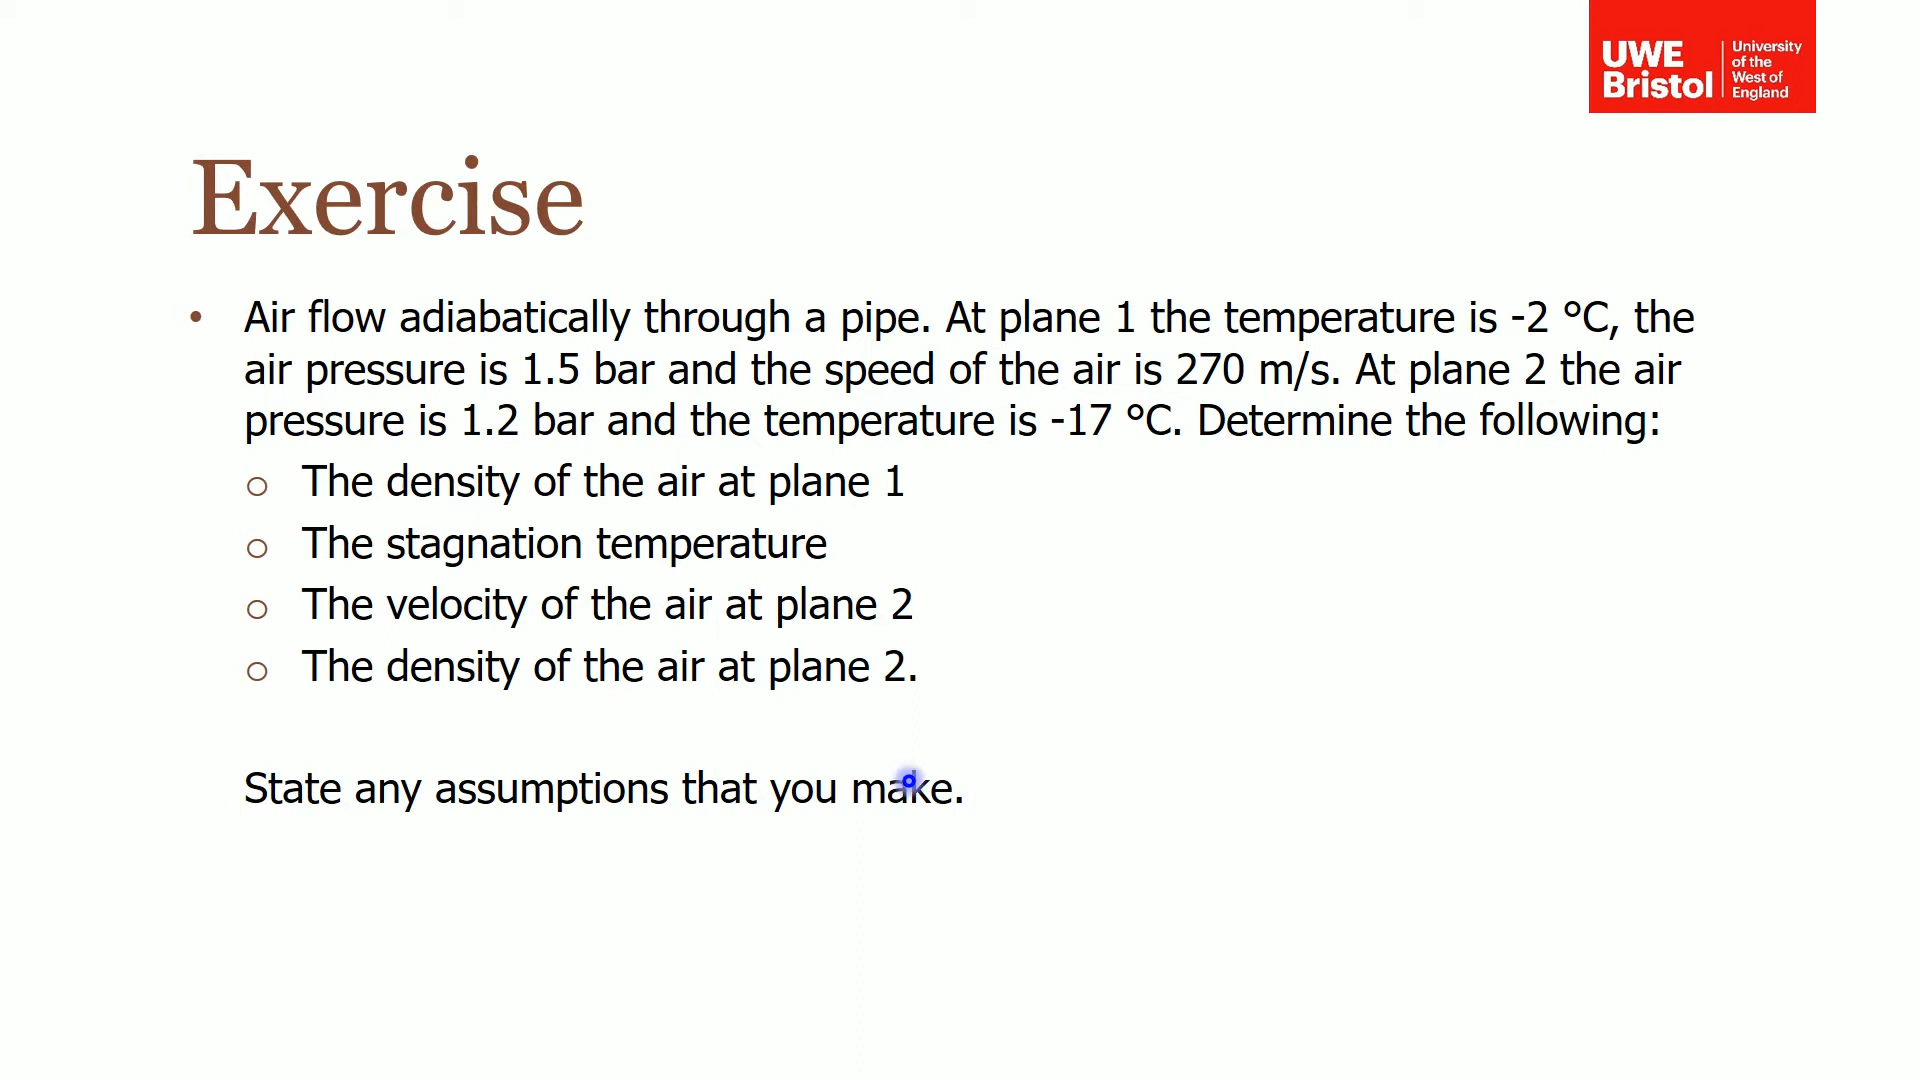 UWE
Bristol
University
of the
West of
England
Exercise
• Air flow adiabatically through a pipe. At plane 1 the temperature is -2 °C, the
air pressure is 1.5 bar and the speed of the air is 270 m/s. At plane 2 the air
pressure is 1.2 bar and the temperature is -17 °C. Determine the following:
o The density of the air at plane 1
o The stagnation temperature
o The velocity of the air at plane 2
o The density of the air at plane 2.
State any assumptions that you make.